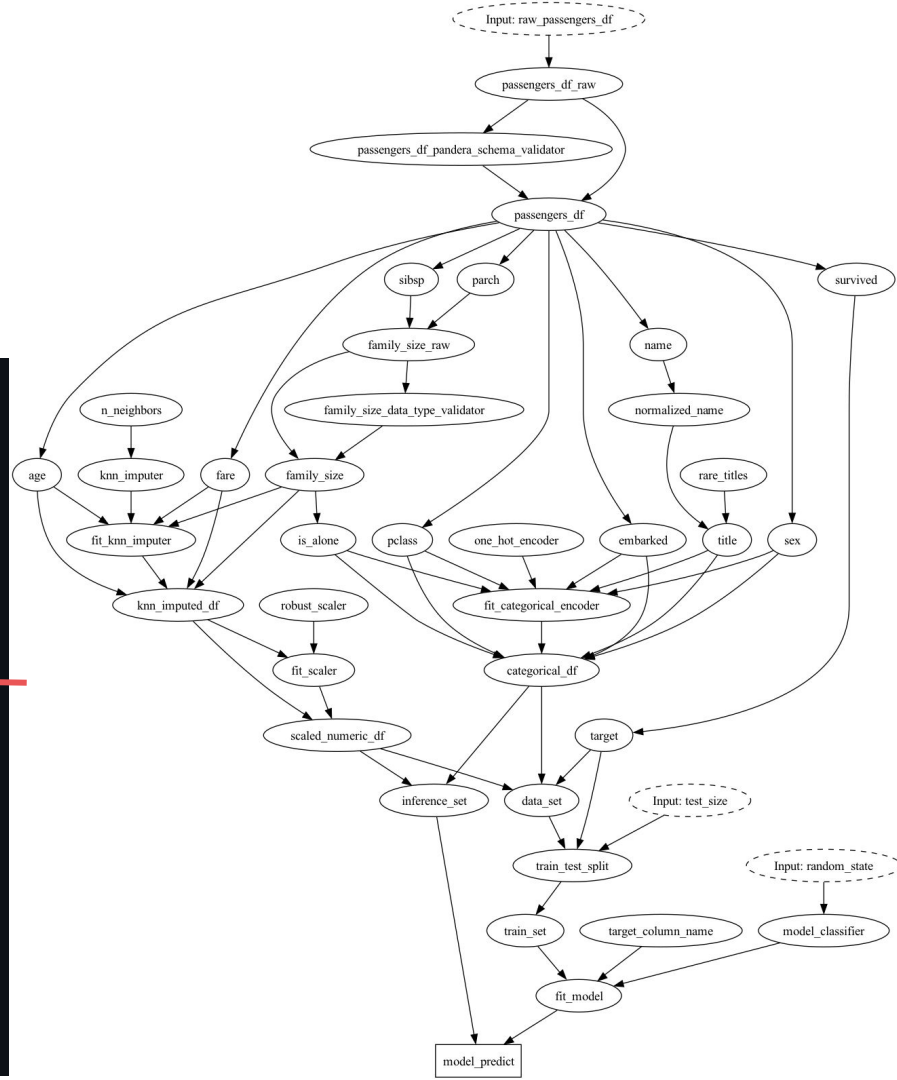 Input: raw_passengers_df
passengers_df_raw
passengers_df_pandera_schema_validator
passengers_df
sibsp
parch
survived
family_size_raw
name
n_neighbors
family_size_data_type_validator
normalized_name
age
knn_imputer
fare
family_size
rare_titles
fit_knn_imputer
is_alone
pclass
one_hot_encoder
embarked
title
sex
knn_imputed_df
robust_scaler
fit_categorical_encoder
fit_scaler
categorical_df
scaled_numeric_df
target
inference_set
data_set
Input: test_size
train_test_split
Input: random_state
train_set
target_column_name
model_classifier
fit_model
model_predict